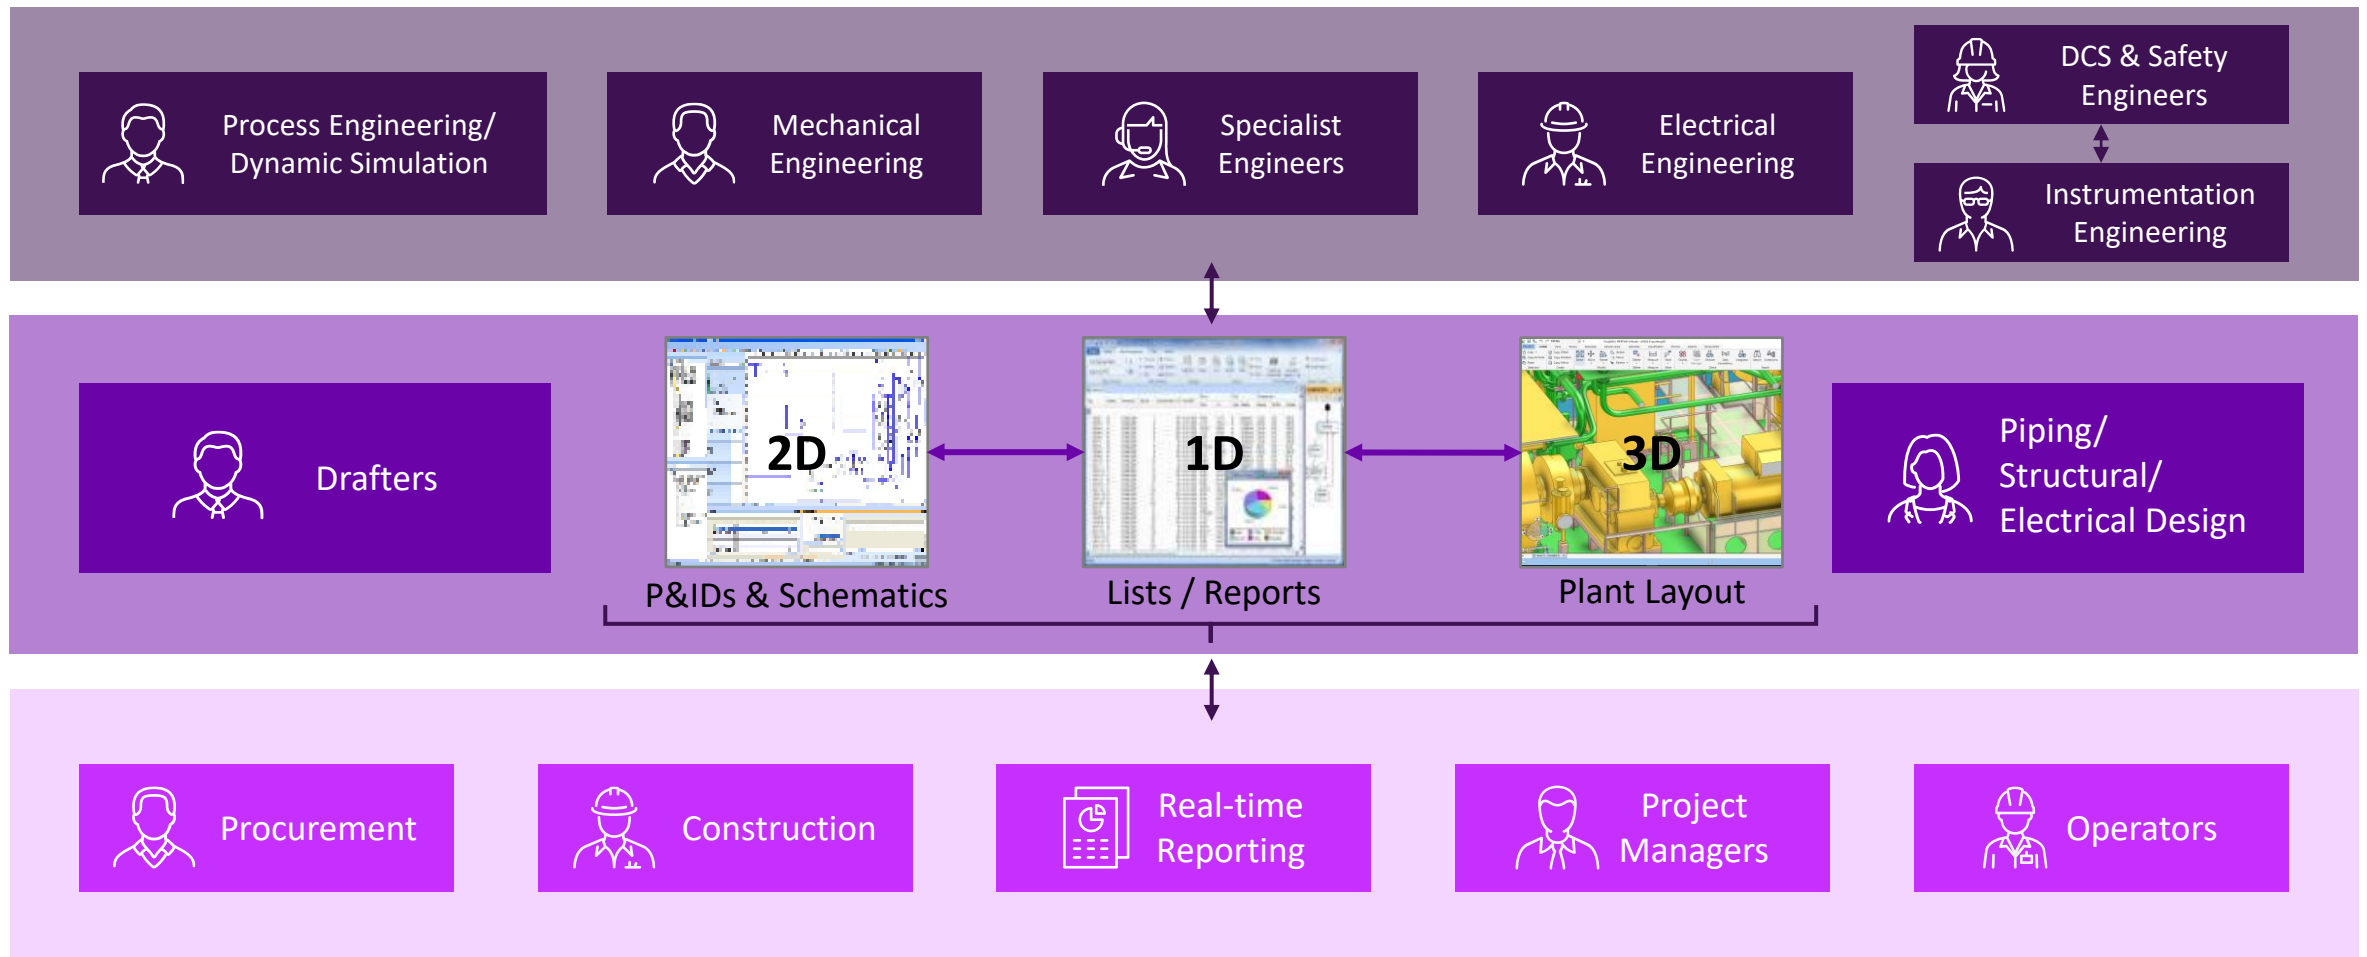 Process Engineering/
Dynamic Simulation
Mechanical
Engineering
Specialist
Engineers
Electrical
Engineering
DCS & Safety
Engineers
Instrumentation
Engineering
Drafters
2D
P&IDs & Schematics
1D
Lists / Reports
3D
Plant Layout
Piping/
Structural/
Electrical Design
Procurement
Construction
Real-time
Reporting
Project
Managers
Operators